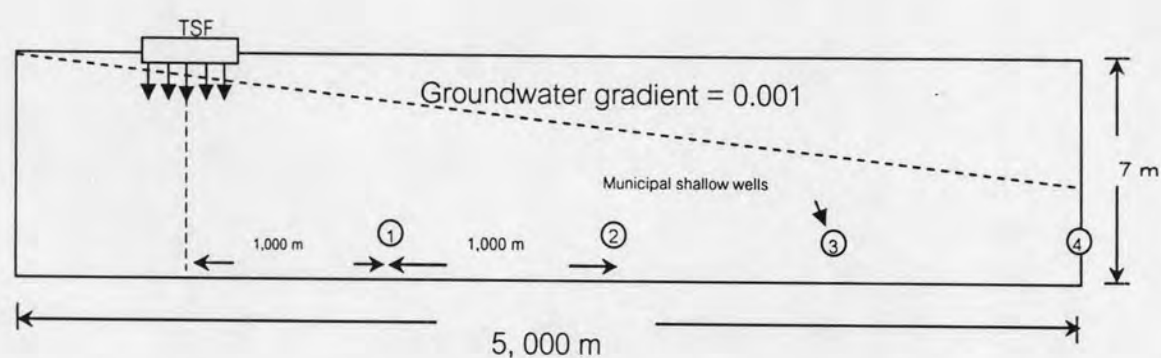 TSF
Groundwater gradient = 0.001
7 m
Municipal shallow wells
1 2 3 4
1,000 m 1,000 m
5, 000 m